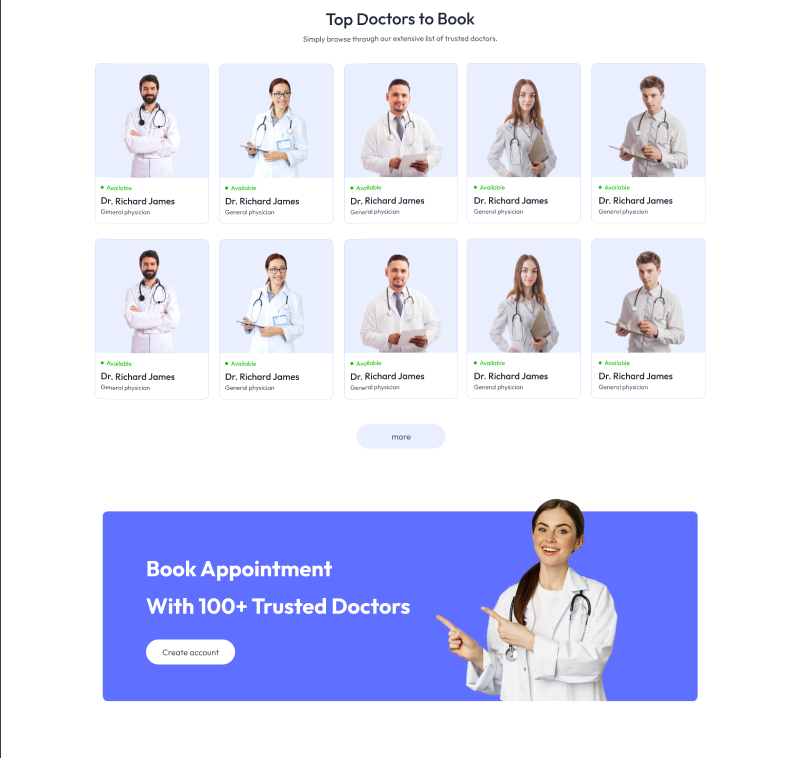 Top Doctors to Book
Simply browse through our extensive list of trusted doctors.
Available
Dr. Richard James
General physician
Available
Dr. Richard James
General physician
Available
Dr. Richard James
General physician
Available
Dr. Richard James
General physician
Available
Dr. Richard James
General physician
Available
Dr. Richard James
General physician
Available
Dr. Richard James
General physician
Available
Dr. Richard James
General physician
Available
Dr. Richard James
General physician
Available
Dr. Richard James
General physician
more
Book Appointment
With 100+ Trusted Doctors
Create account